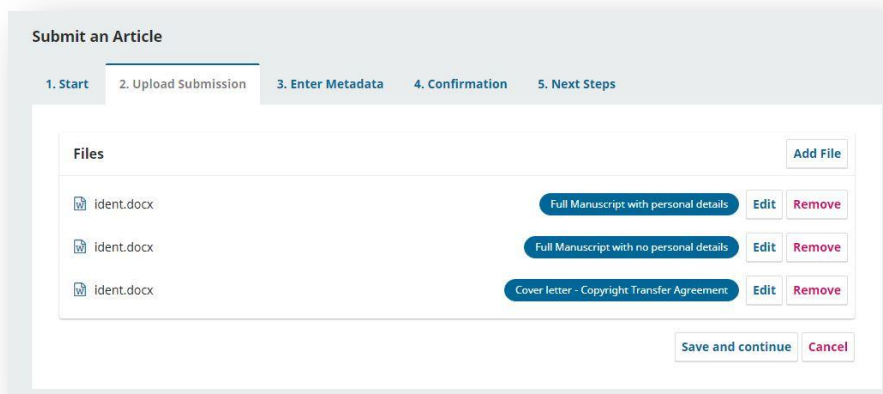 Submit an Article
1. Start 2. Upload Submission 3. Enter Metadata 4. Confirmation 5. Next Steps
Files Add File
ident.docx Full Manuscript with personal details Edit Remove
ident.docx Full Manuscript with no personal details Edit Remove
ident.docx Cover letter - Copyright Transfer Agreement Edit Remove
Save and continue Cancel